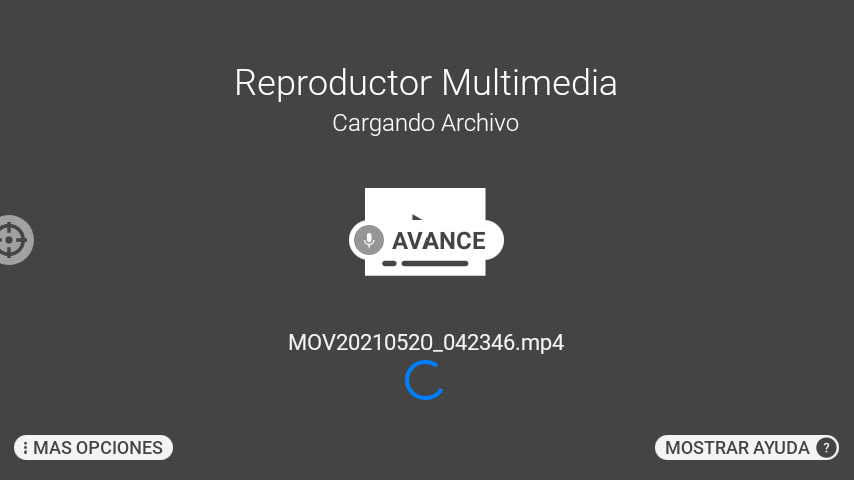 Reproductor Multimedia
Cargando Archivo
AVANCE
MOV20210520_042346.mp4
MAS OPCIONES
MOSTRAR AYUDA ?